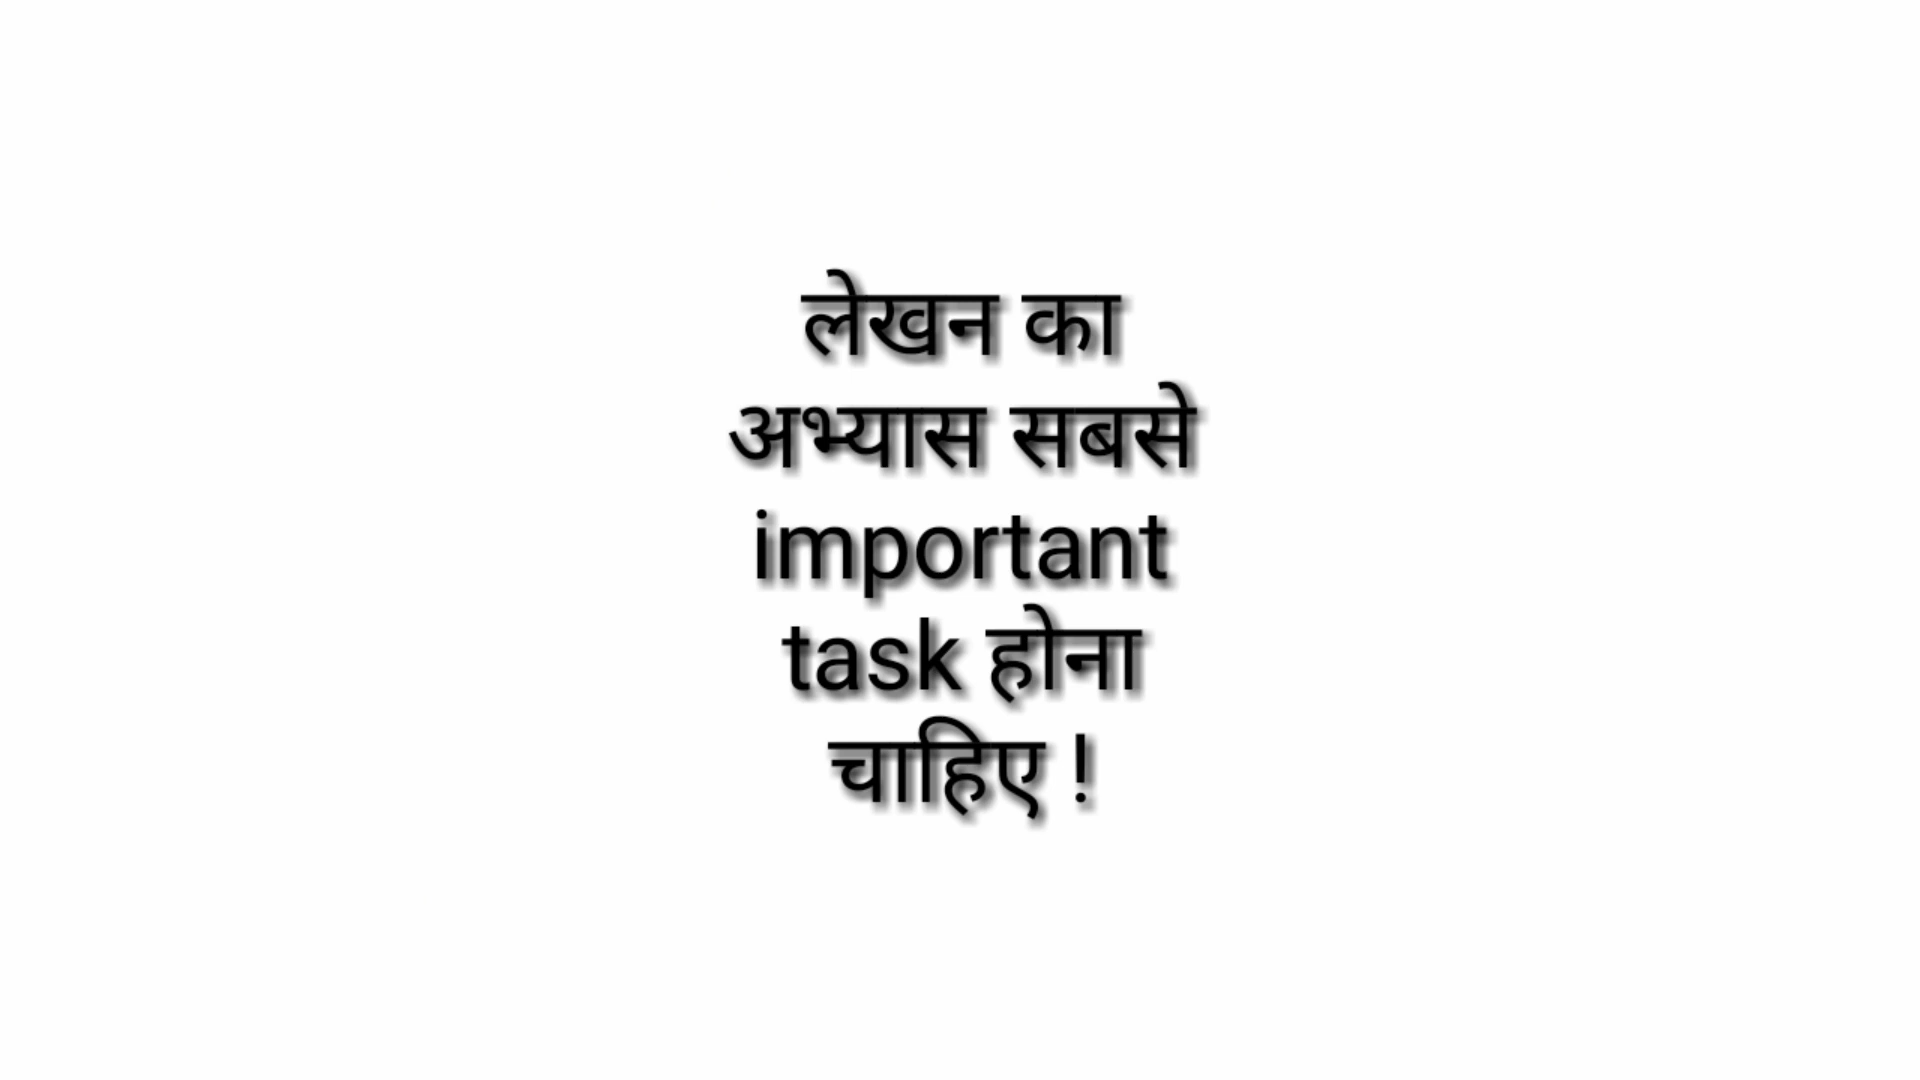 लेखन का
अभ्यास सबसे
important
task होना
चाहिए !